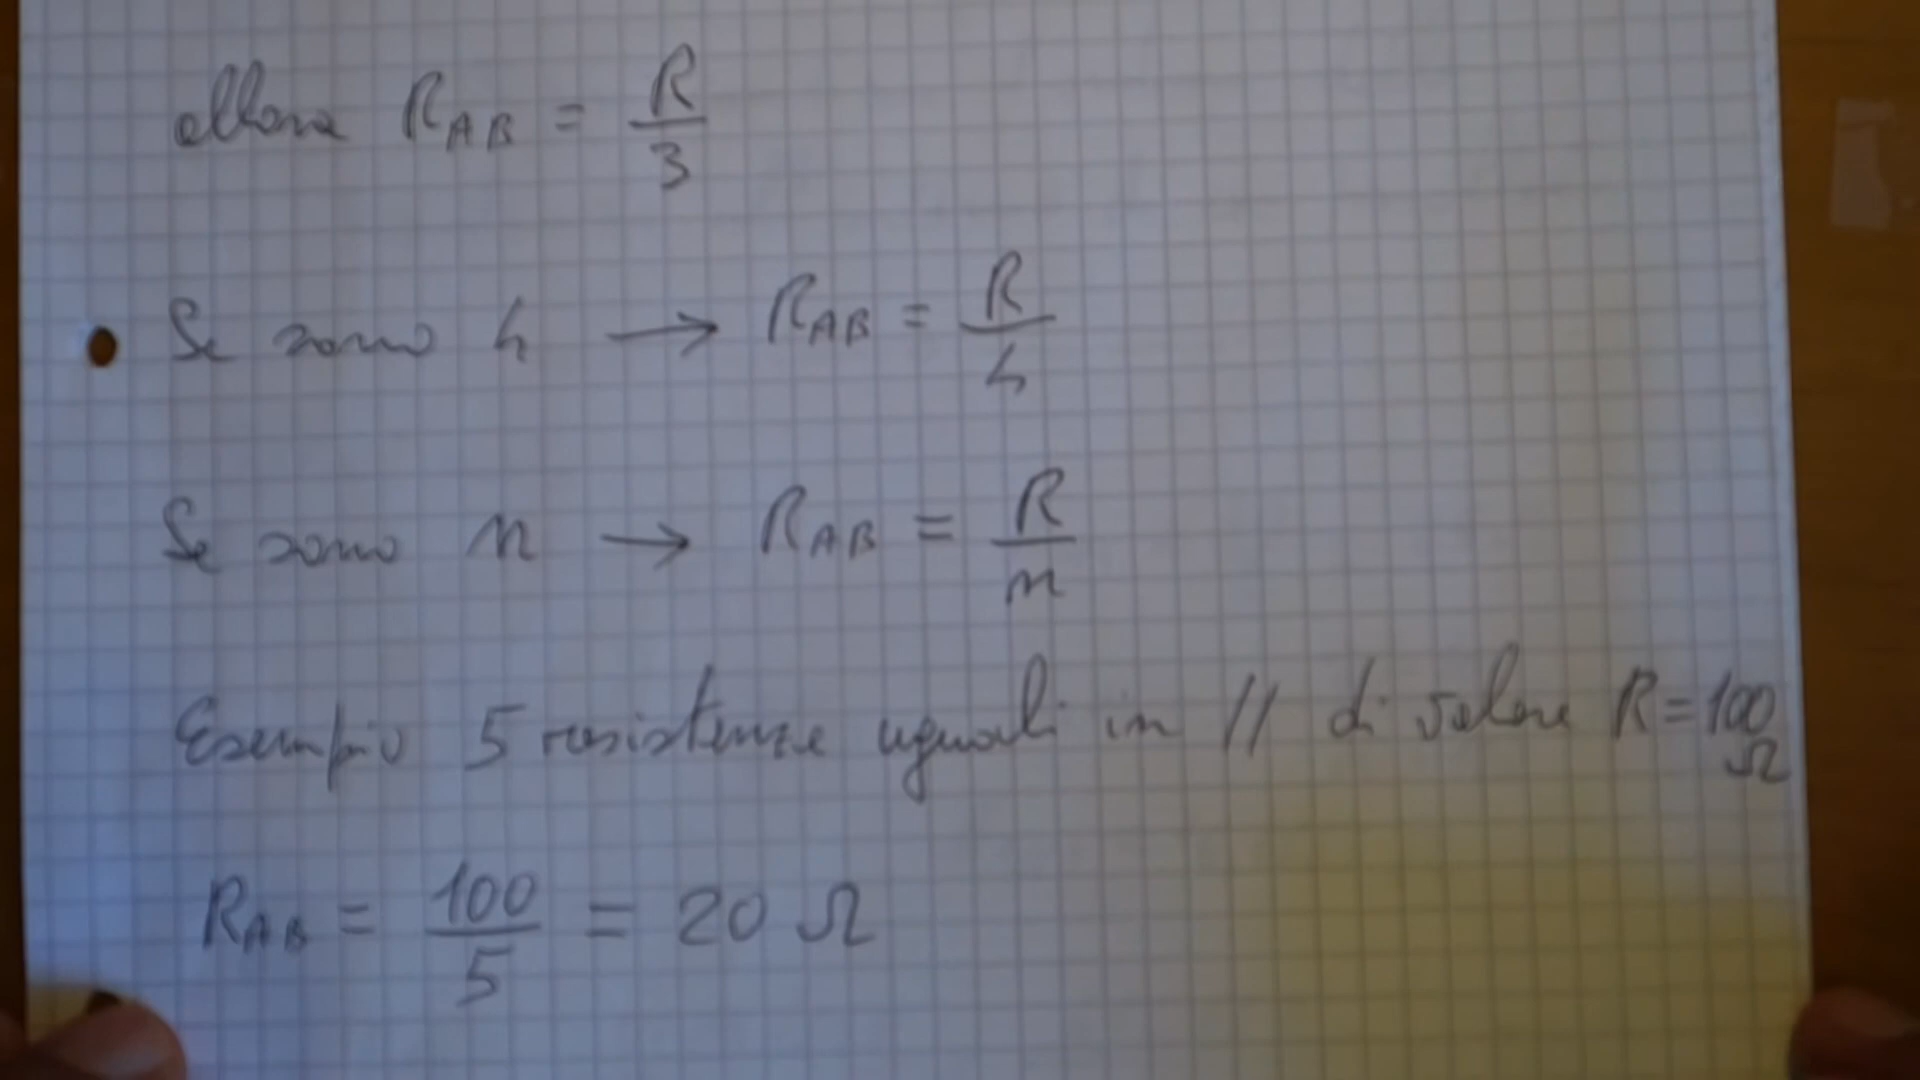 allora R_AB = R/3
Se sono 4 → R_AB = R/4
Se sono n → R_AB = R/n
Esempio 5 resistenze uguali in // di valore R = 100 Ω
R_AB = 100/5 = 20 Ω